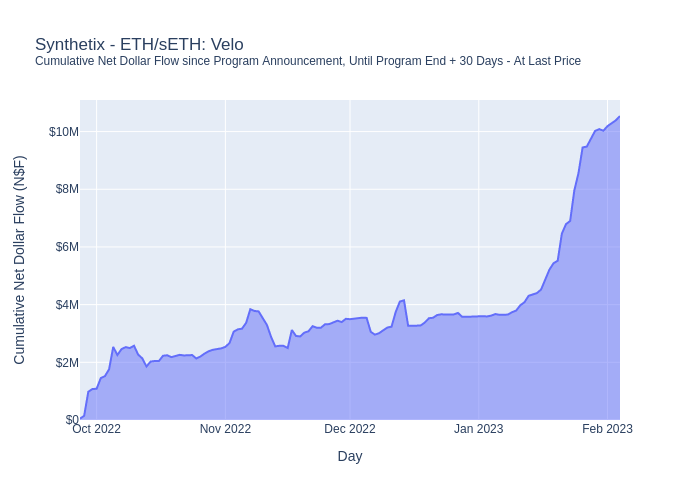 Synthetix - ETH/sETH: Velo
Cumulative Net Dollar Flow since Program Announcement, Until Program End + 30 Days - At Last Price
Cumulative Net Dollar Flow (N$F)
$10M
$8M
$6M
$4M
$2M
$0
Oct 2022
Nov 2022
Dec 2022
Jan 2023
Feb 2023
Day